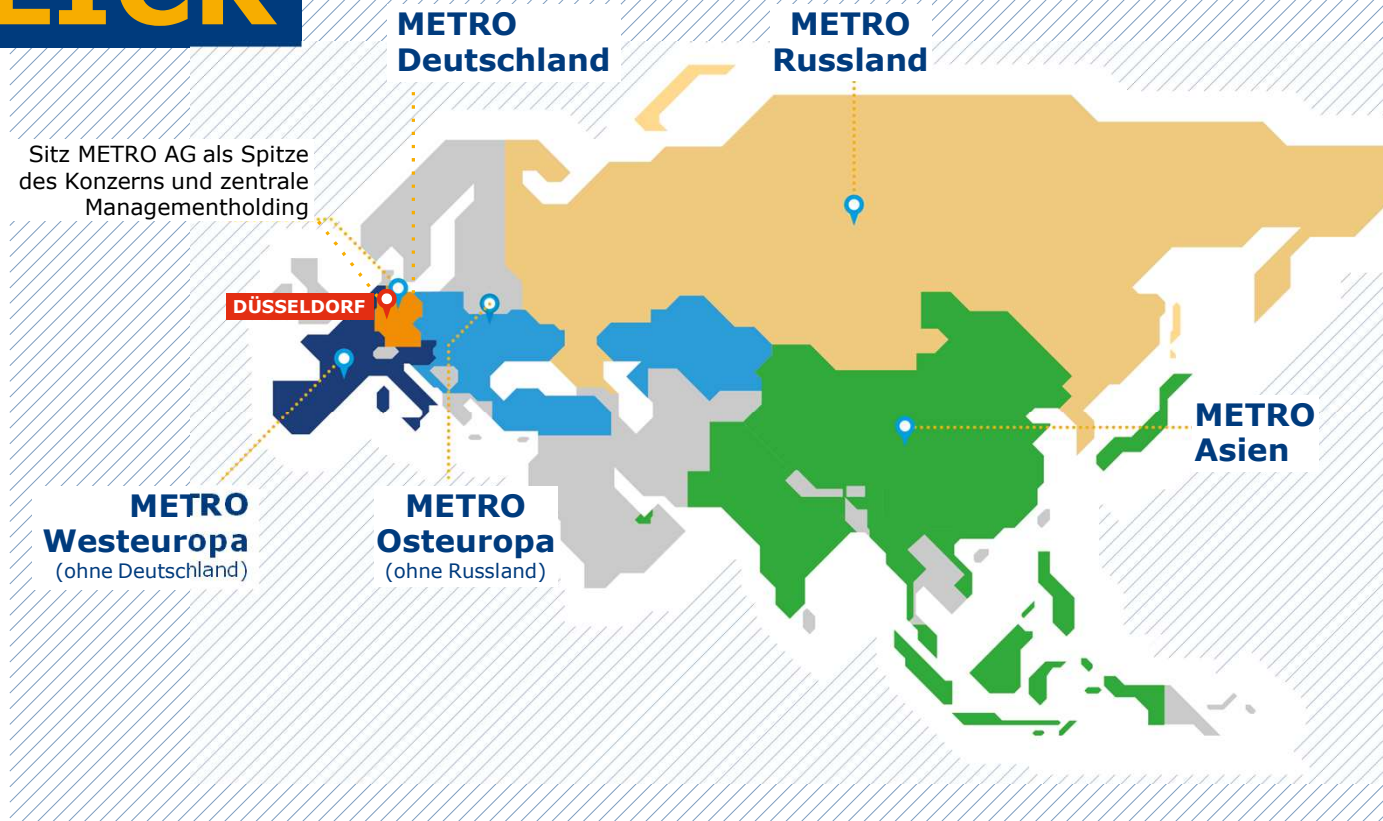 LICK
METRO
Deutschland
METRO
Russland
Sitz METRO AG als Spitze
des Konzerns und zentrale
Managementholding
DÜSSELDORF
METRO
Asien
METRO
Westeuropa
(ohne Deutschland)
METRO
Osteuropa
(ohne Russland)